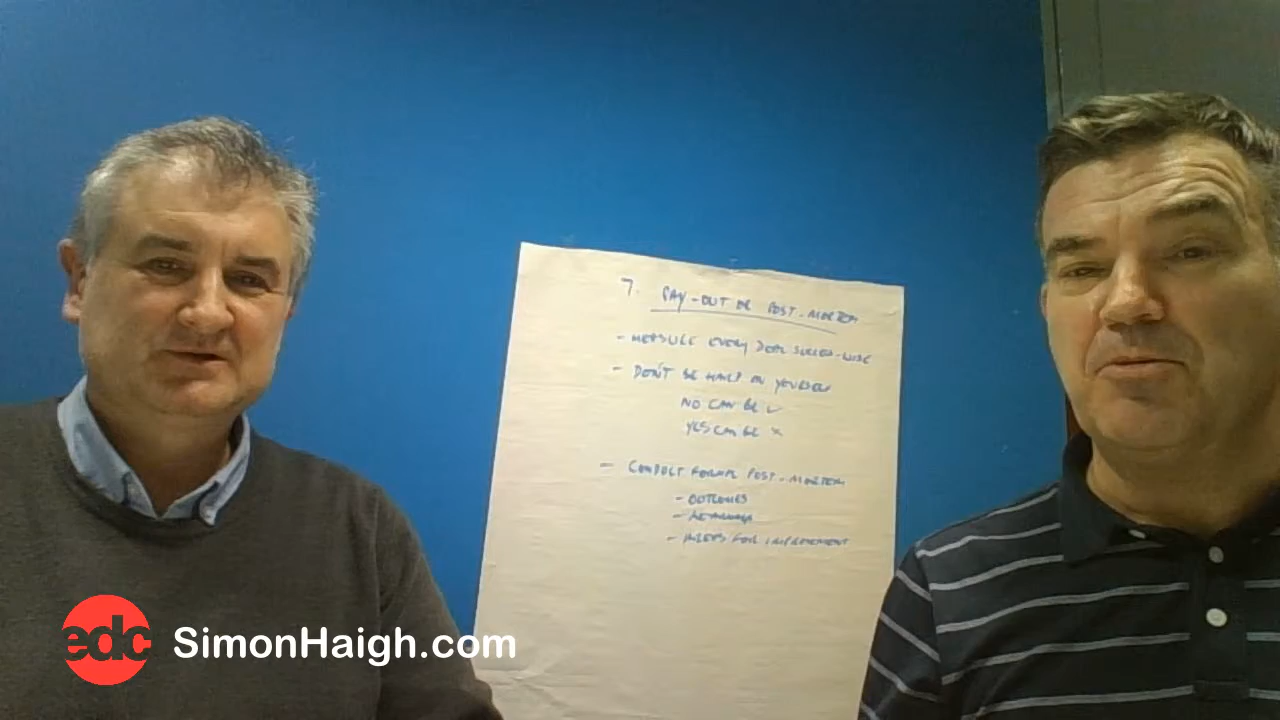 7. PAY-OUT OR POST-MORTEM
- MEASURE EVERY DEAL SUCCESS-WISE
- DON'T BE HARD ON YOURSELF
NO CAN BE ✓
YES CAN BE ✗
- CONDUCT FORMAL POST-MORTEM
- OUTCOMES
-
- AREAS FOR IMPROVEMENT
edc SimonHaigh.com